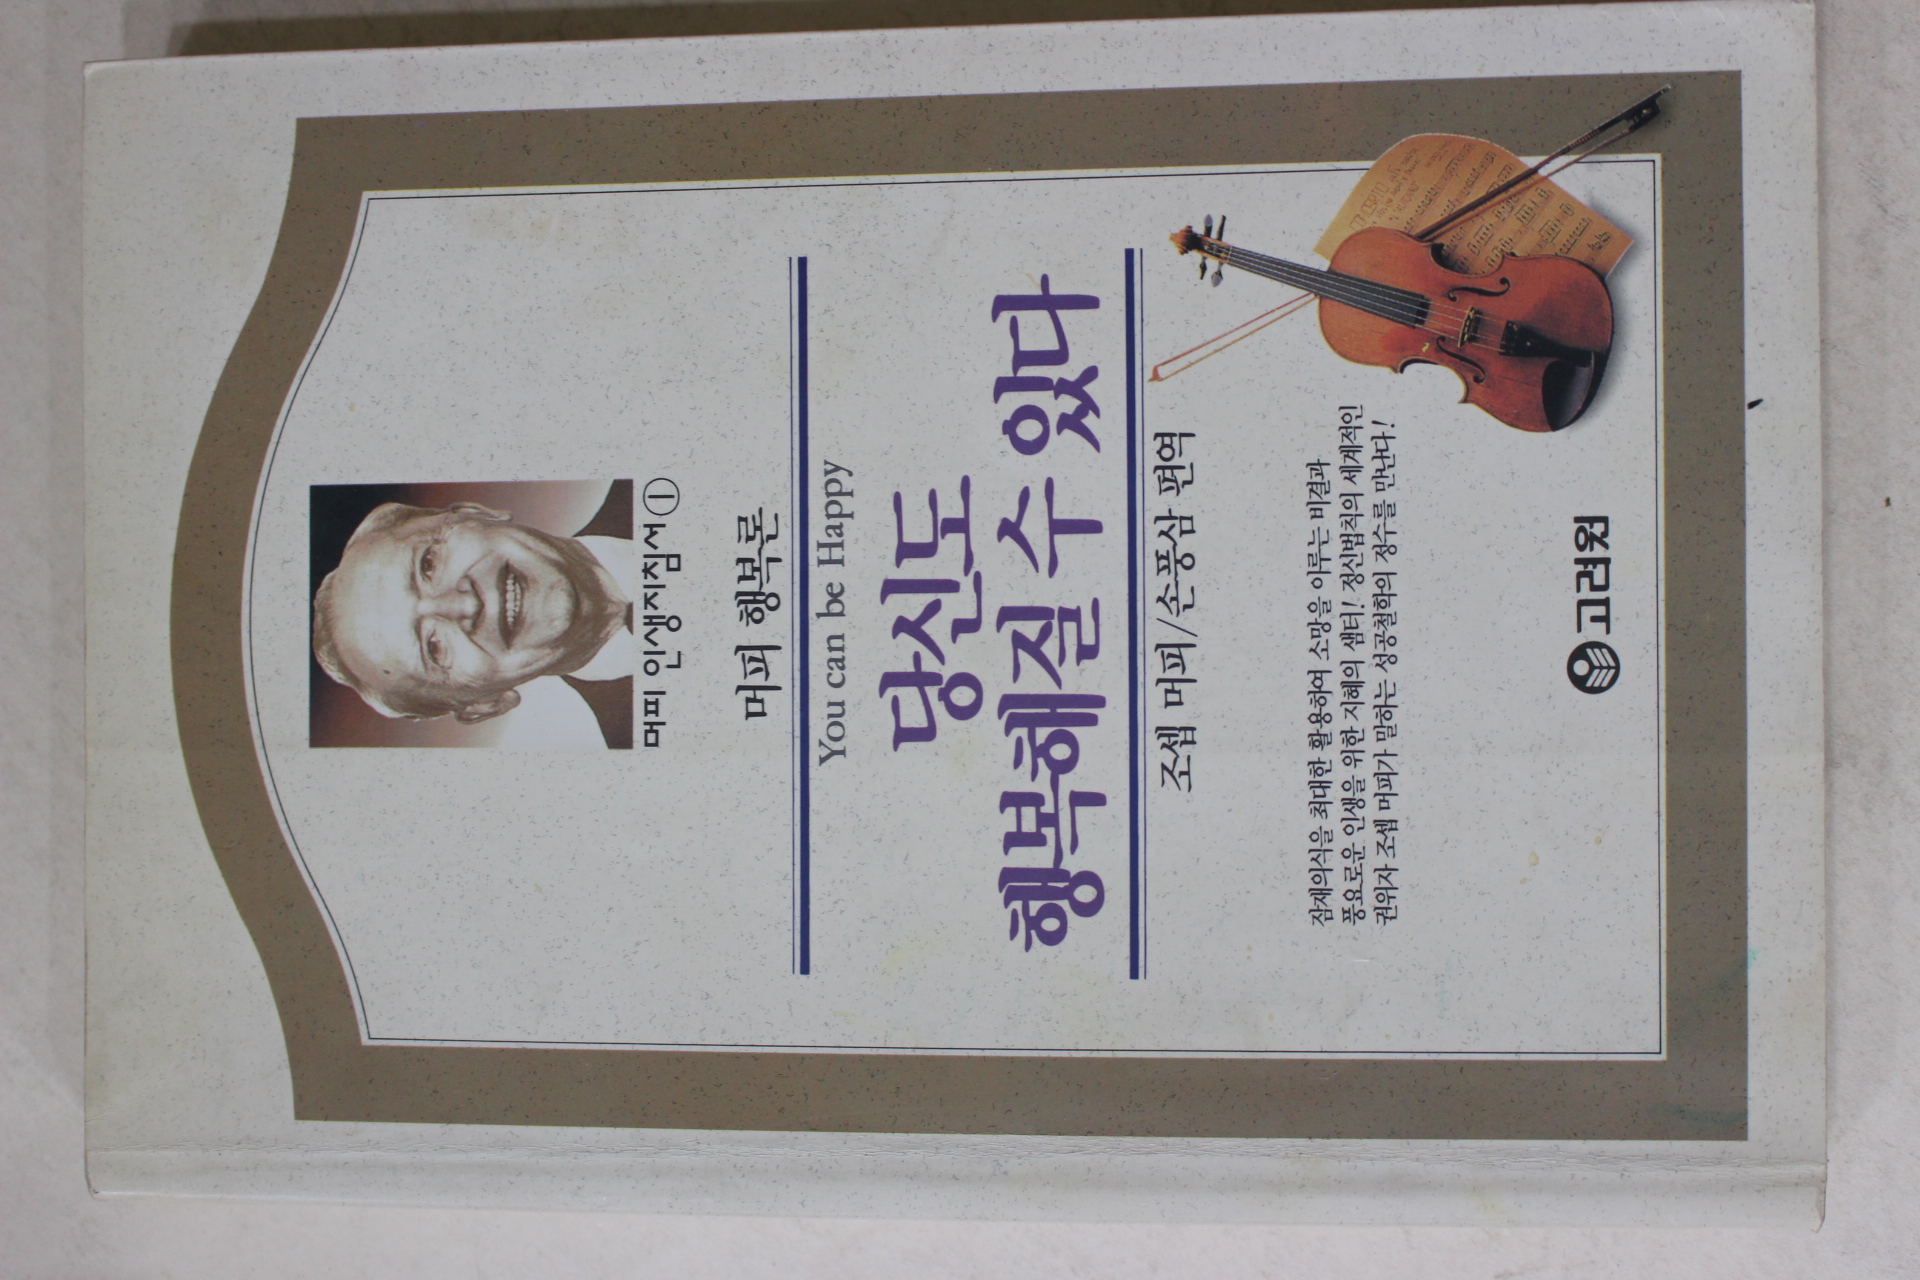 머피 인생지침서①
머피 행복론
You can be Happy
당신도
행복해질 수 있다
조셉 머피/손풍삼 편역
잠재의식을 최대한 활용하여 소망을 이루는 비결과
풍요로운 인생을 위한 지혜의 샘터! 정신법칙의 세계적인
권위자 조셉 머피가 말하는 성공철학의 정수를 만난다!
고려원